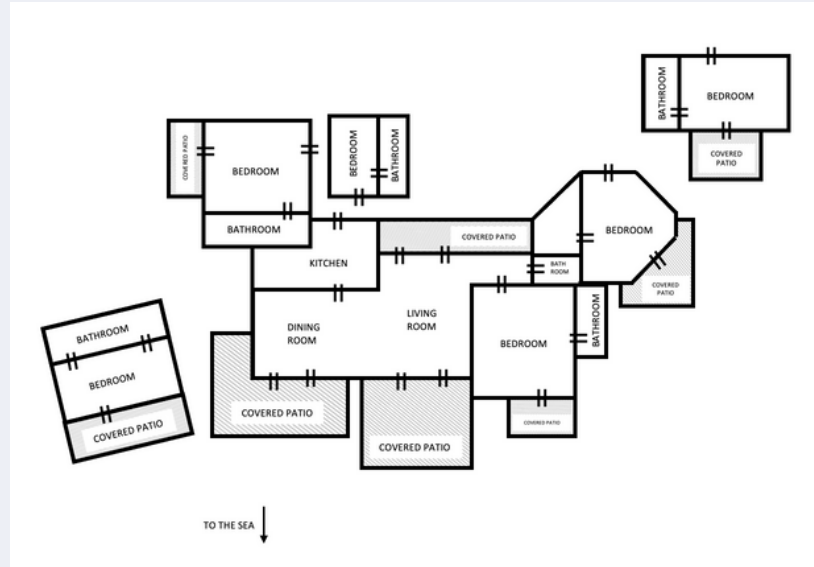 BATHROOM
BEDROOM
COVERED
PATIO
COVERED PATIO
BEDROOM
BATHROOM
BEDROOM
BATHROOM
KITCHEN
COVERED PATIO
BATH
ROOM
BEDROOM
COVERED
PATIO
DINING
ROOM
LIVING
ROOM
BEDROOM
BATHROOM
COVERED PATIO
COVERED PATIO
COVERED PATIO
BATHROOM
BEDROOM
COVERED PATIO
TO THE SEA